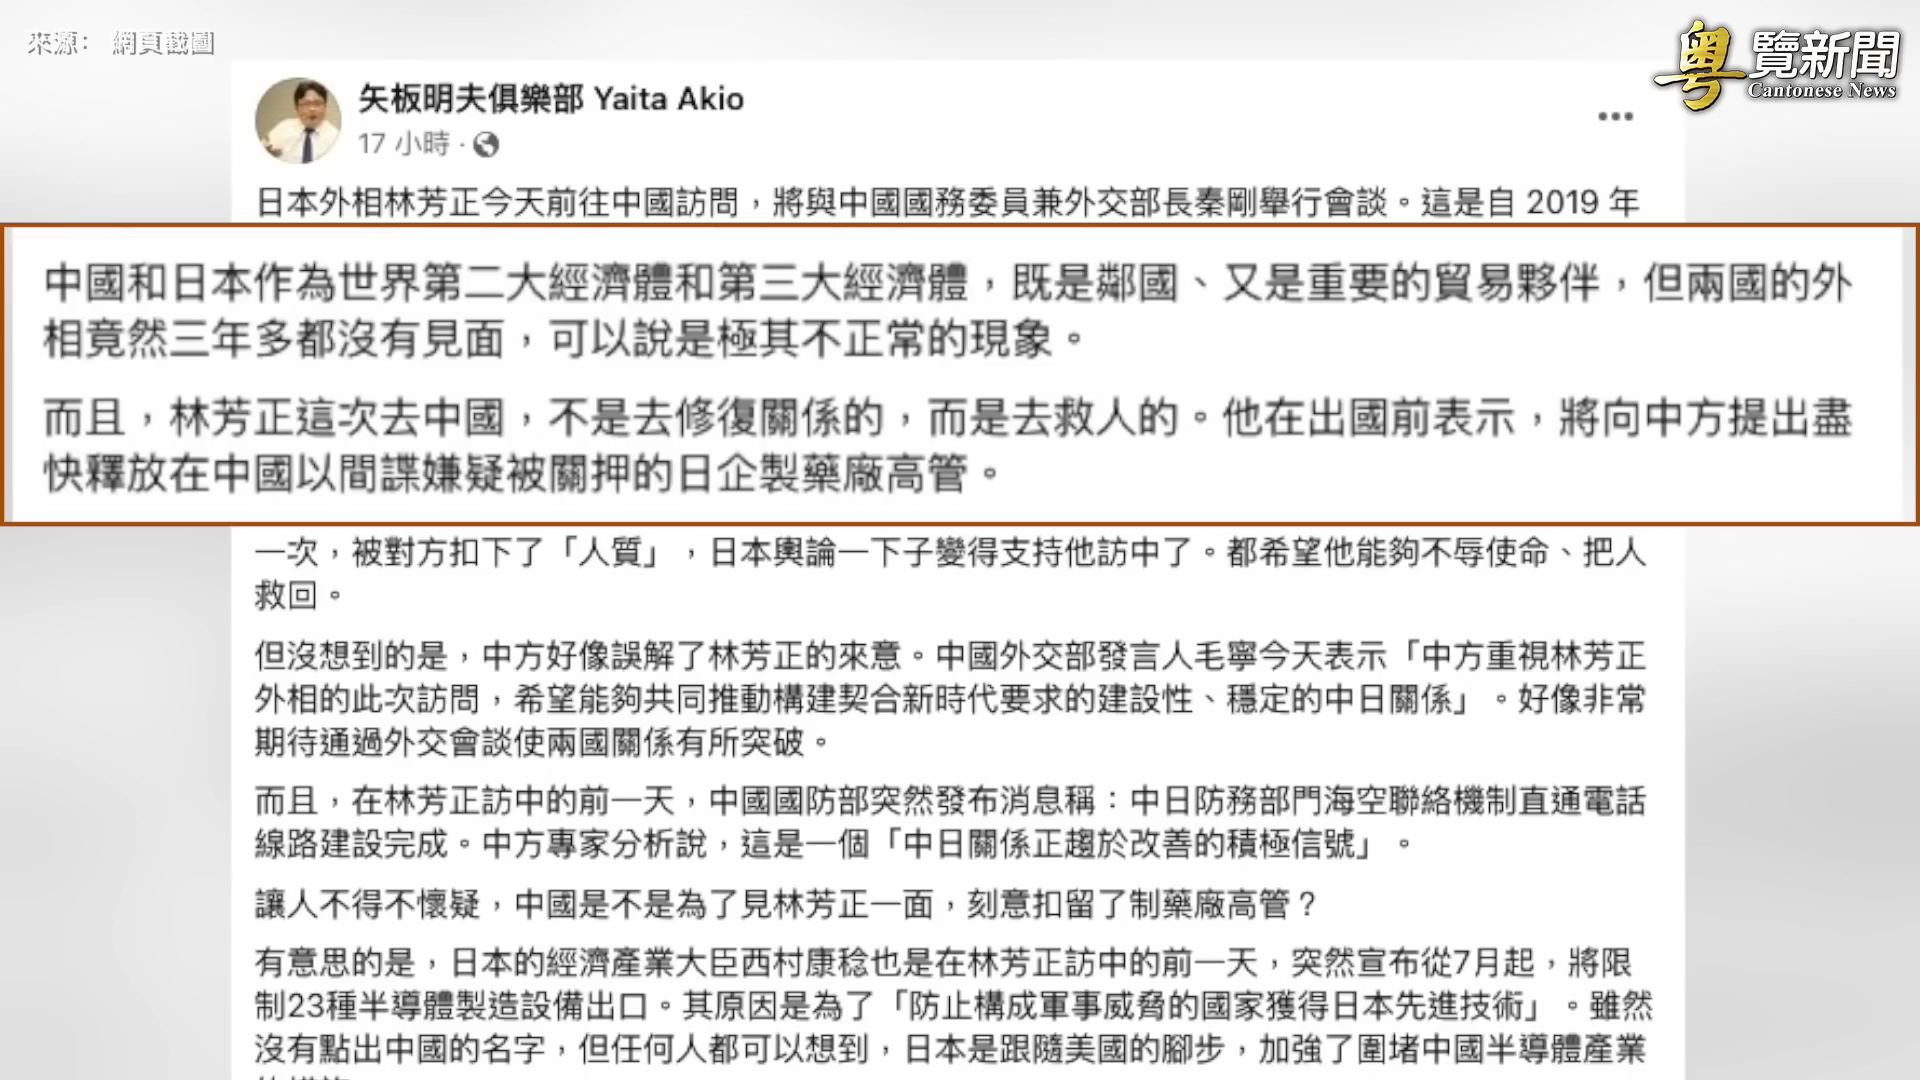 來源： 網頁截圖
粤覽新聞
Cantonese News
矢板明夫俱樂部 Yaita Akio
17 小時 ·
日本外相林芳正今天前往中國訪問，將與中國國務委員兼外交部長秦剛舉行會談。這是自 2019 年
中國和日本作為世界第二大經濟體和第三大經濟體，既是鄰國、又是重要的貿易夥伴，但兩國的外
相竟然三年多都沒有見面，可以說是極其不正常的現象。
而且，林芳正這次去中國，不是去修復關係的，而是去救人的。他在出國前表示，將向中方提出盡
快釋放在中國以間諜嫌疑被關押的日企製藥廠高管。
一次，被對方扣下了「人質」，日本輿論一下子變得支持他訪中了。都希望他能夠不辱使命、把人
救回。
但沒想到的是，中方好像誤解了林芳正的來意。中國外交部發言人毛寧今天表示「中方重視林芳正
外相的此次訪問，希望能夠共同推動構建契合新時代要求的建設性、穩定的中日關係」。好像非常
期待通過外交會談使兩國關係有所突破。
而且，在林芳正訪中的前一天，中國國防部突然發布消息稱：中日防務部門海空聯絡機制直通電話
線路建設完成。中方專家分析說，這是一個「中日關係正趨於改善的積極信號」。
讓人不得不懷疑，中國是不是為了見林芳正一面，刻意扣留了制藥廠高管？
有意思的是，日本的經濟產業大臣西村康稔也是在林芳正訪中的前一天，突然宣布從7月起，將限
制23種半導體製造設備出口。其原因是為了「防止構成軍事威脅的國家獲得日本先進技術」。雖然
沒有點出中國的名字，但任何人都可以想到，日本是跟隨美國的腳步，加強了圍堵中國半導體產業